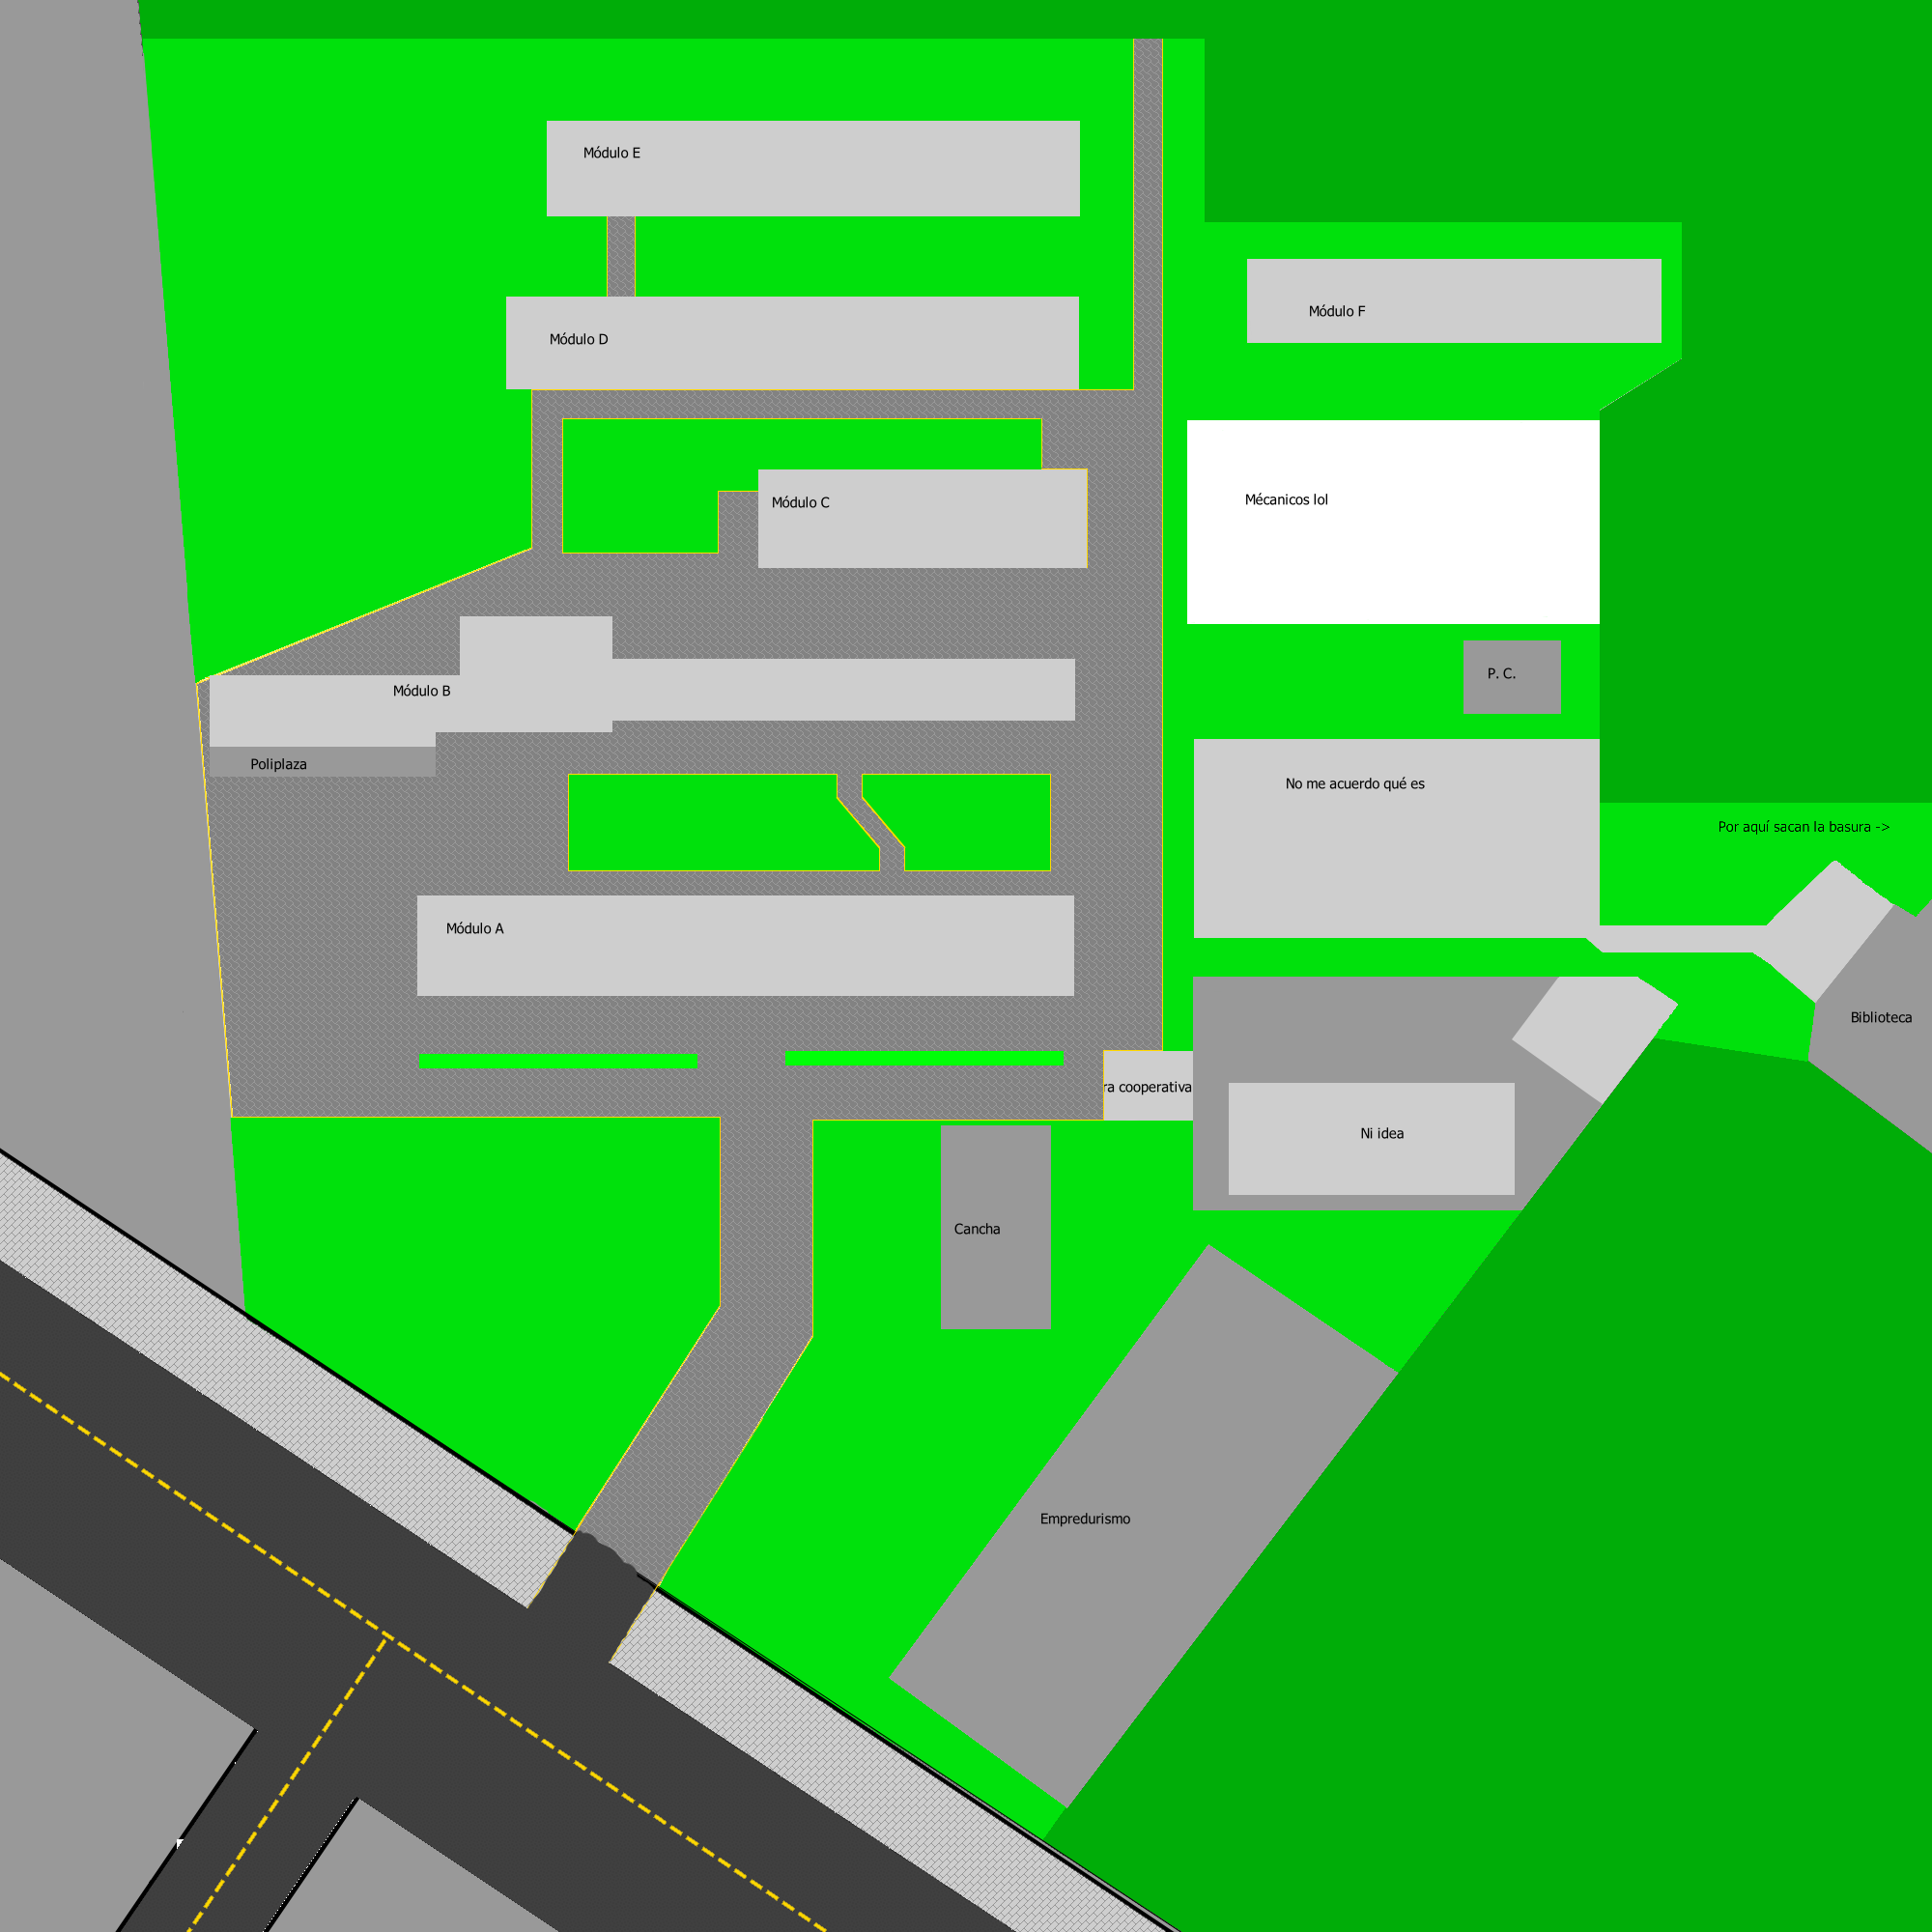 Módulo E
Módulo F
Módulo D
Mécanicos lol
Módulo C
P. C.
Módulo B
Poliplaza
No me acuerdo qué es
Por aquí sacan la basura ->
Módulo A
Biblioteca
ra cooperativa
Ni idea
Cancha
Empredurismo